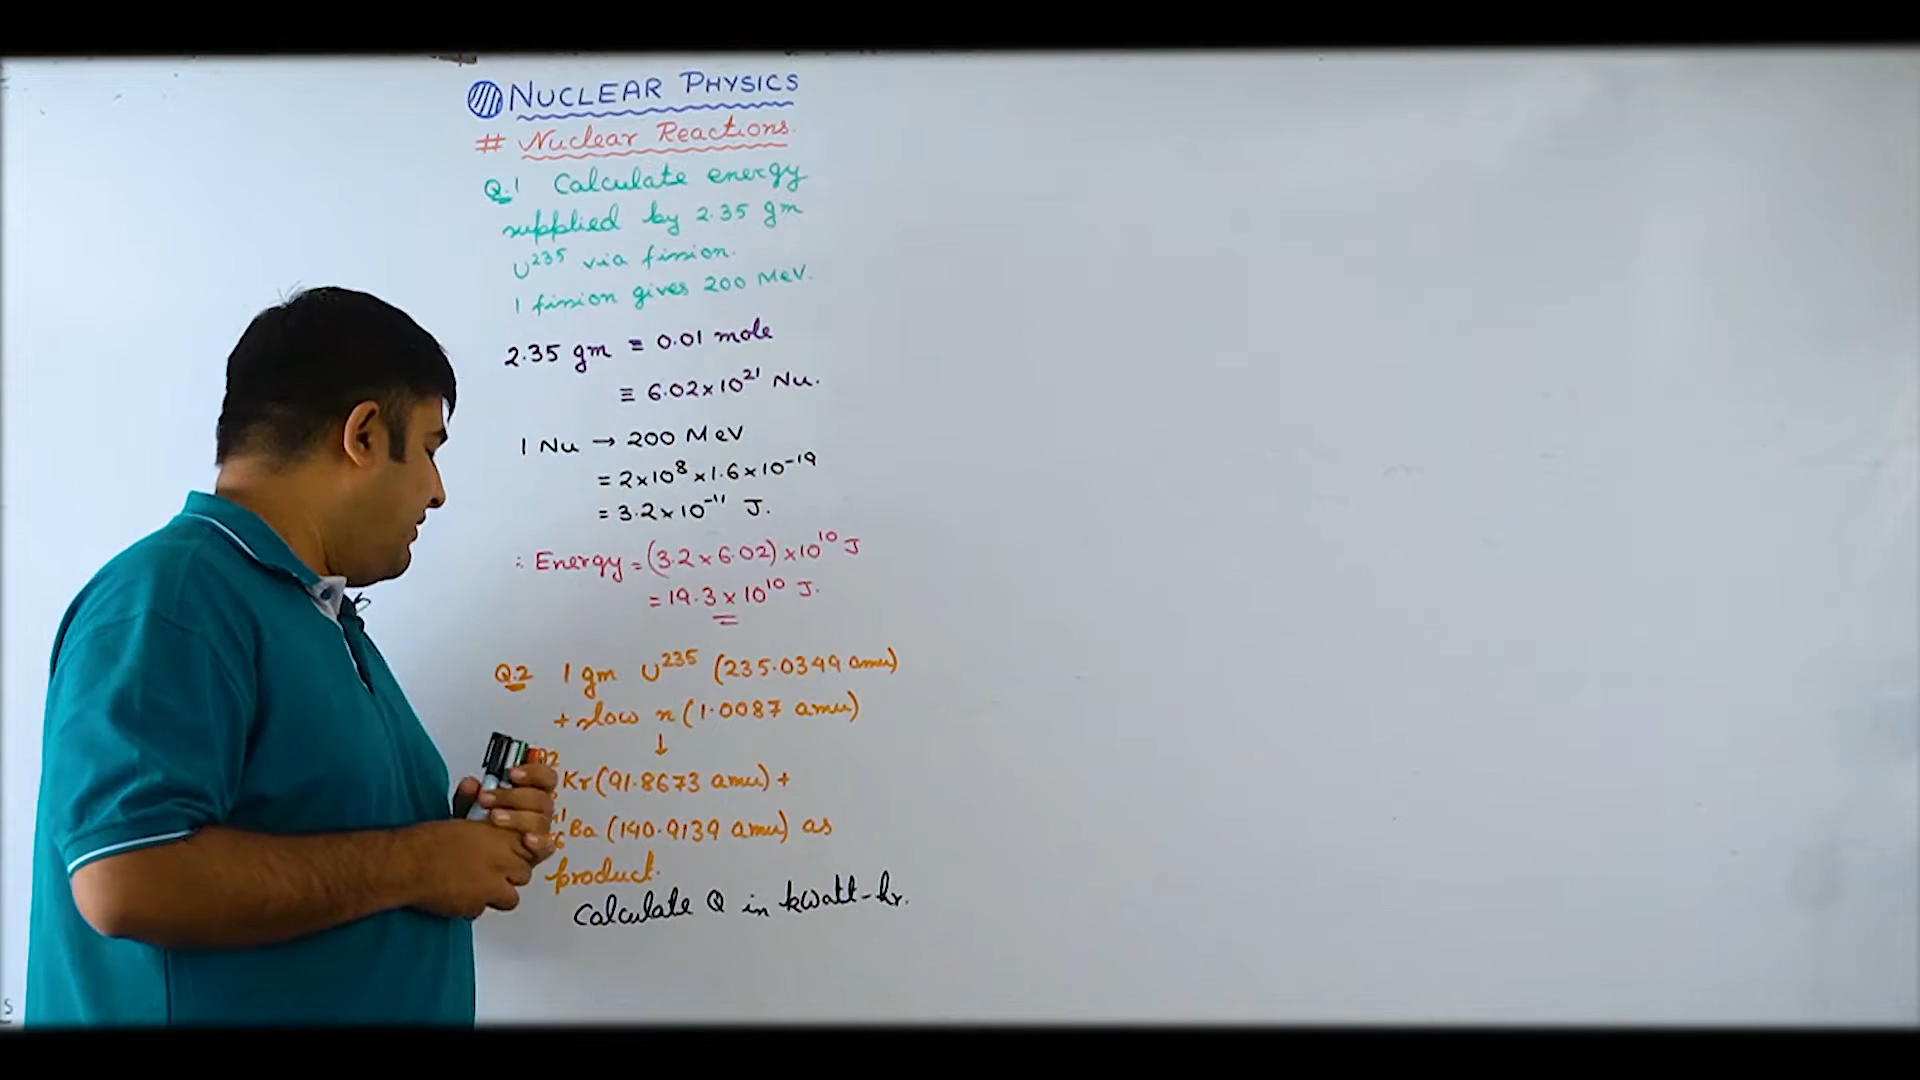 NUCLEAR PHYSICS
# Nuclear Reactions.
Q.1 Calculate energy
supplied by 2.35 gm
U²³⁵ via fission.
1 fission gives 200 MeV.
2.35 gm ≡ 0.01 mole
≡ 6.02×10²¹ Nu.
1 Nu → 200 MeV
= 2×10⁸×1.6×10⁻¹⁹
= 3.2×10⁻¹¹ J.
∴ Energy = (3.2×6.02)×10¹⁰ J
= 19.3×10¹⁰ J.
Q.2 1 gm U²³⁵ (235.0349 amu)
+ slow n (1.0087 amu)
↓
Kr (91.8673 amu) +
Ba (140.9139 amu) as
product.
Calculate Q in kwatt-hr.
S